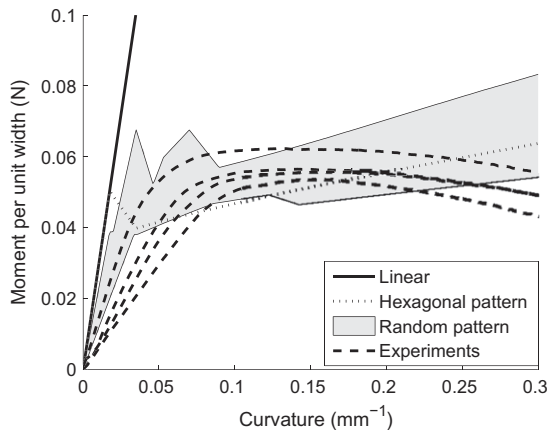 0.1
0.08
0.06
0.04
0.02
0
Moment per unit width (N)
0 0.05 0.1 0.15 0.2 0.25 0.3
Curvature (mm⁻¹)
Linear
Hexagonal pattern
Random pattern
Experiments